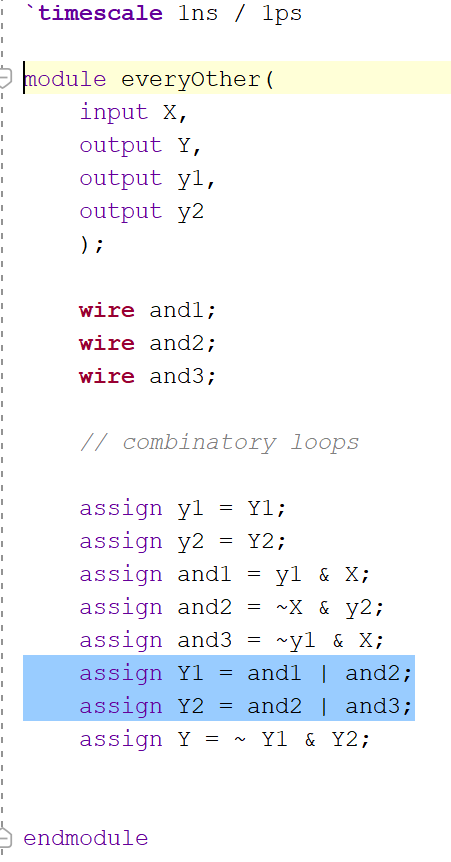 `timescale 1ns / 1ps
module everyOther(
input X,
output Y,
output y1,
output y2
);
wire and1;
wire and2;
wire and3;
// combinatory loops
assign y1 = Y1;
assign y2 = Y2;
assign and1 = y1 & X;
assign and2 = ~X & y2;
assign and3 = ~y1 & X;
assign Y1 = and1 | and2;
assign Y2 = and2 | and3;
assign Y = ~ Y1 & Y2;
endmodule